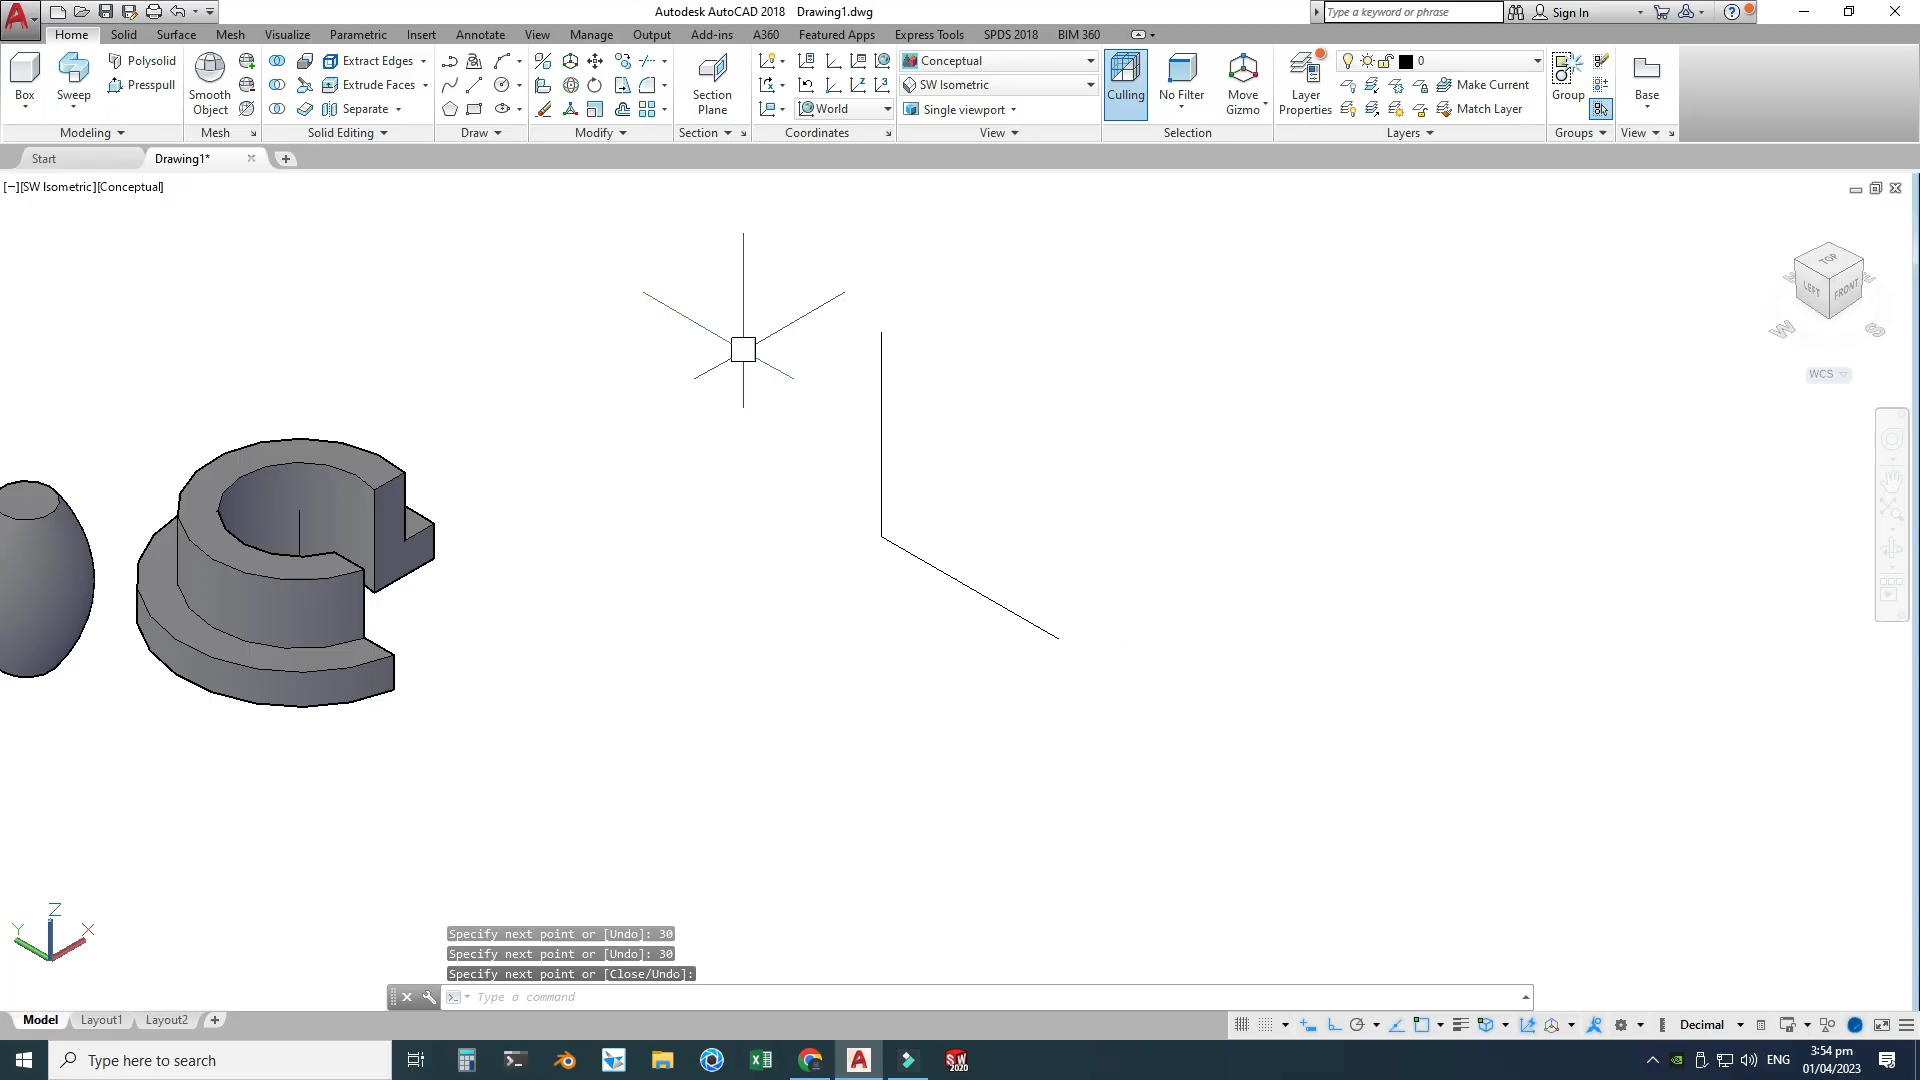 Autodesk AutoCAD 2018 Drawing1.dwg
Type a keyword or phrase
Sign In
Home Solid Surface Mesh Visualize Parametric Insert Annotate View Manage Output Add-ins A360 Featured Apps Express Tools SPDS 2018 BIM 360
Box
Sweep
Polysolid
Presspull
Modeling
Smooth
Object
Mesh
Extract Edges
Extrude Faces
Separate
Solid Editing
Draw
Modify
Section
Plane
Section
World
Coordinates
Conceptual
SW Isometric
Single viewport
View
Culling
No Filter
Move
Gizmo
Selection
Layer
Properties
0
Make Current
Match Layer
Layers
Group
Groups
Base
View
Start
Drawing1*
[−][SW Isometric][Conceptual]
TOP
LEFT
FRONT
W
S
WCS
Z
Y
X
Specify next point or [Undo]: 30
Specify next point or [Undo]: 30
Specify next point or [Close/Undo]:
Type a command
Model
Layout1
Layout2
Decimal
Type here to search
SW
2020
ENG
3:54 pm
01/04/2023